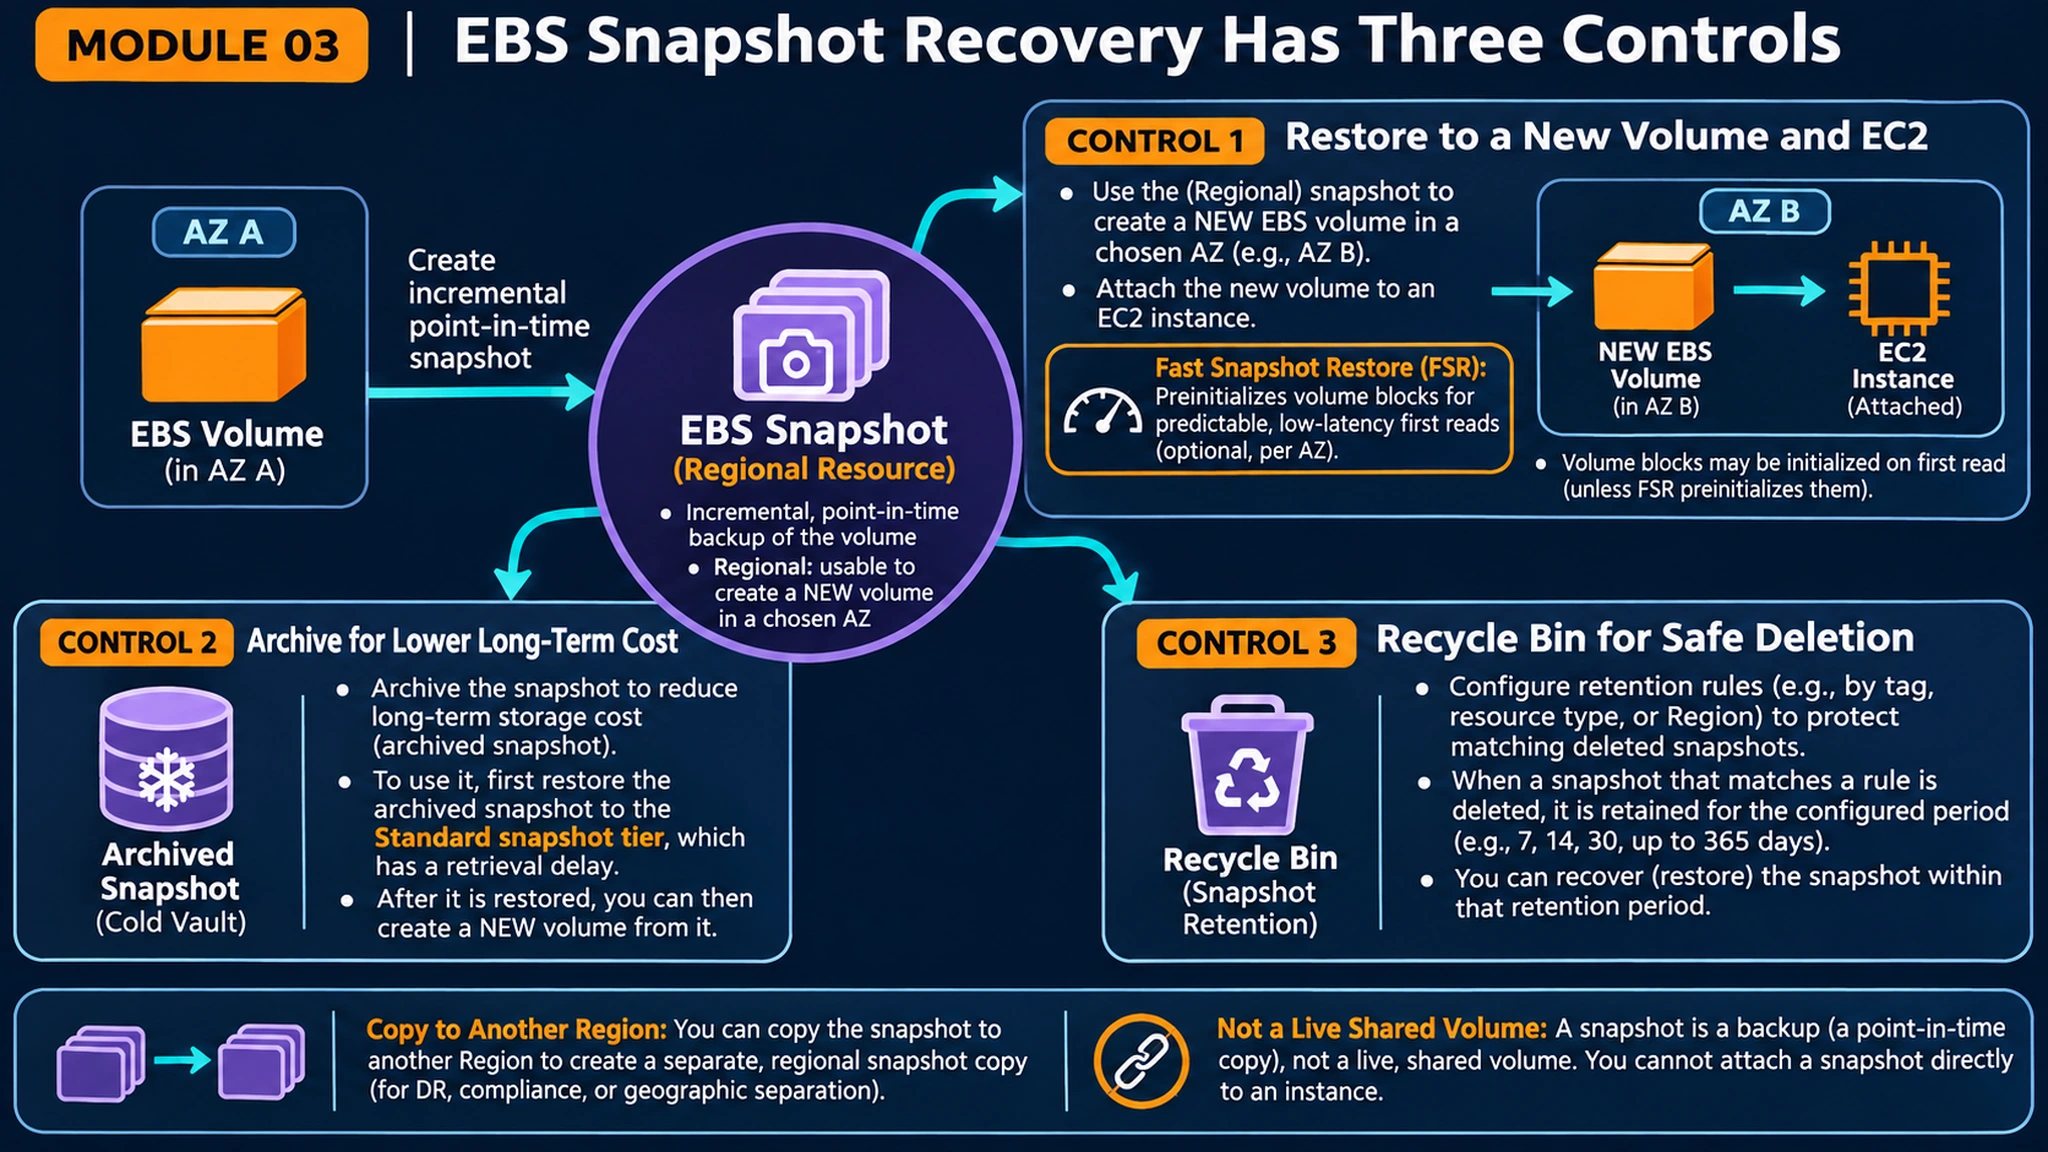 MODULE 03 | EBS Snapshot Recovery Has Three Controls
AZ A
EBS Volume
(in AZ A)
Create
incremental
point-in-time
snapshot
EBS Snapshot
(Regional Resource)
• Incremental, point-in-time
backup of the volume
• Regional: usable to
create a NEW volume
in a chosen AZ
CONTROL 1 Restore to a New Volume and EC2
• Use the (Regional) snapshot to
create a NEW EBS volume in a
chosen AZ (e.g., AZ B).
• Attach the new volume to an
EC2 instance.
Fast Snapshot Restore (FSR):
Preinitializes volume blocks for
predictable, low-latency first reads
(optional, per AZ).
AZ B
NEW EBS
Volume
(in AZ B)
EC2
Instance
(Attached)
• Volume blocks may be initialized on first read
(unless FSR preinitializes them).
CONTROL 2 Archive for Lower Long-Term Cost
Archived
Snapshot
(Cold Vault)
• Archive the snapshot to reduce
long-term storage cost
(archived snapshot).
• To use it, first restore the
archived snapshot to the
Standard snapshot tier, which
has a retrieval delay.
• After it is restored, you can then
create a NEW volume from it.
CONTROL 3 Recycle Bin for Safe Deletion
Recycle Bin
(Snapshot
Retention)
• Configure retention rules (e.g., by tag,
resource type, or Region) to protect
matching deleted snapshots.
• When a snapshot that matches a rule is
deleted, it is retained for the configured period
(e.g., 7, 14, 30, up to 365 days).
• You can recover (restore) the snapshot within
that retention period.
Copy to Another Region: You can copy the snapshot to
another Region to create a separate, regional snapshot copy
(for DR, compliance, or geographic separation).
Not a Live Shared Volume: A snapshot is a backup (a point-in-time
copy), not a live, shared volume. You cannot attach a snapshot directly
to an instance.